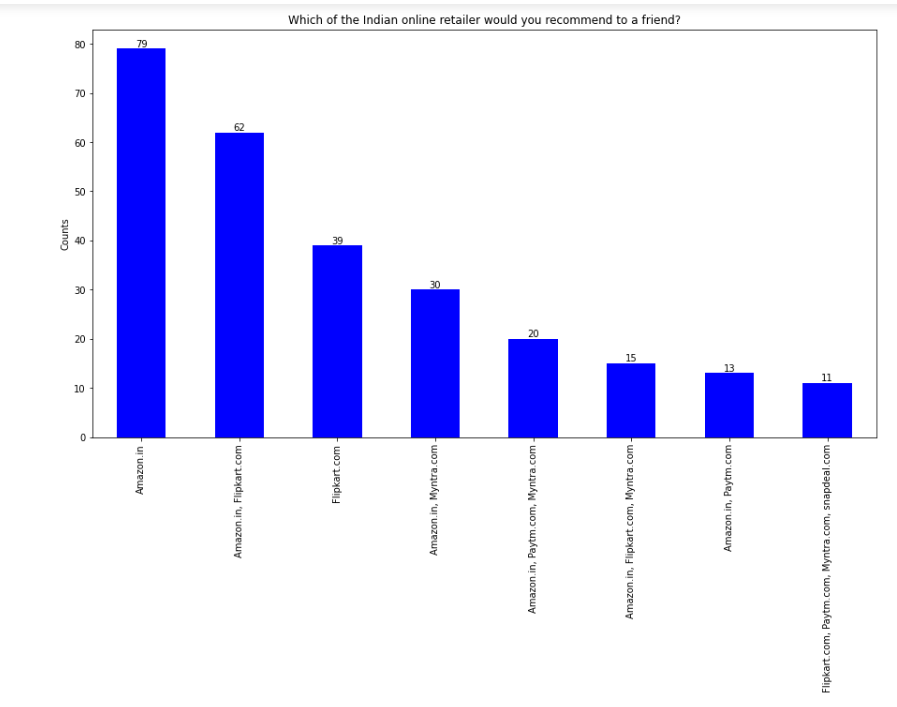 Which of the Indian online retailer would you recommend to a friend?
Counts
80
70
60
50
40
30
20
10
0
79
62
39
30
20
15
13
11
Amazon.in
Amazon.in, Flipkart.com
Flipkart.com
Amazon.in, Myntra.com
Amazon.in, Paytm.com, Myntra.com
Amazon.in, Flipkart.com, Myntra.com
Amazon.in, Paytm.com
Flipkart.com, Paytm.com, Myntra.com, snapdeal.com